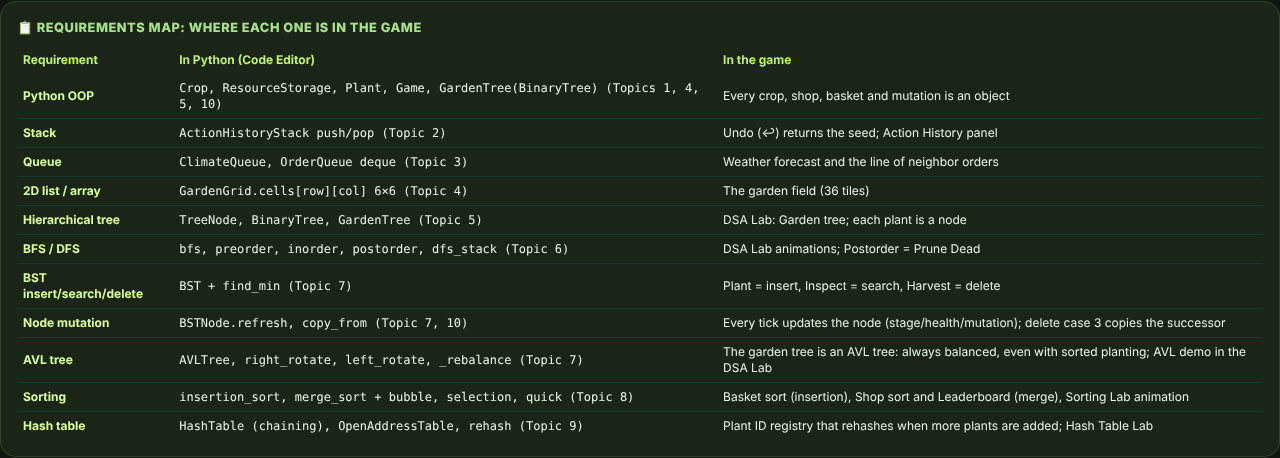 📋 REQUIREMENTS MAP: WHERE EACH ONE IS IN THE GAME
Requirement In Python (Code Editor) In the game
Python OOP Crop, ResourceStorage, Plant, Game, GardenTree(BinaryTree) (Topics 1, 4, 5, 10) Every crop, shop, basket and mutation is an object
Stack ActionHistoryStack push/pop (Topic 2) Undo (↩) returns the seed; Action History panel
Queue ClimateQueue, OrderQueue deque (Topic 3) Weather forecast and the line of neighbor orders
2D list / array GardenGrid.cells[row][col] 6×6 (Topic 4) The garden field (36 tiles)
Hierarchical tree TreeNode, BinaryTree, GardenTree (Topic 5) DSA Lab: Garden tree; each plant is a node
BFS / DFS bfs, preorder, inorder, postorder, dfs_stack (Topic 6) DSA Lab animations; Postorder = Prune Dead
BST insert/search/delete BST + find_min (Topic 7) Plant = insert, Inspect = search, Harvest = delete
Node mutation BSTNode.refresh, copy_from (Topic 7, 10) Every tick updates the node (stage/health/mutation); delete case 3 copies the successor
AVL tree AVLTree, right_rotate, left_rotate, _rebalance (Topic 7) The garden tree is an AVL tree: always balanced, even with sorted planting; AVL demo in the DSA Lab
Sorting insertion_sort, merge_sort + bubble, selection, quick (Topic 8) Basket sort (insertion), Shop sort and Leaderboard (merge), Sorting Lab animation
Hash table HashTable (chaining), OpenAddressTable, rehash (Topic 9) Plant ID registry that rehashes when more plants are added; Hash Table Lab